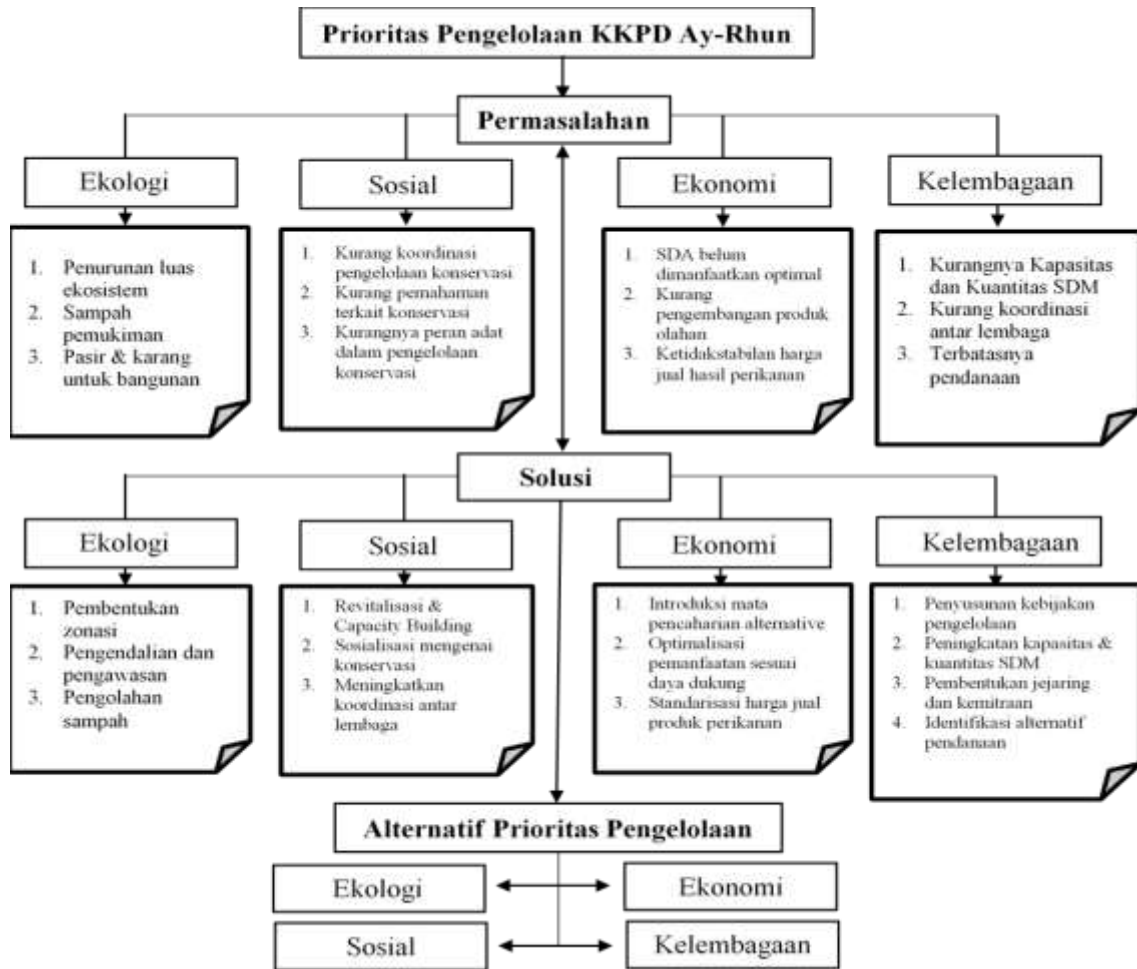 Prioritas Pengelolaan KKPD Ay-Rhun
Permasalahan
Ekologi
Sosial
Ekonomi
Kelembagaan
1. Penurunan luas
ekosistem
2. Sampah
pemukiman
3. Pasir & karang
untuk bangunan
1. Kurang koordinasi
pengelolaan konservasi
2. Kurang pemahaman
terkait konservasi
3. Kurangnya peran adat
dalam pengelolaan
konservasi
1. SDA belum
dimanfaatkan optimal
2. Kurang
pengembangan produk
olahan
3. Ketidakstabilan harga
jual hasil perikanan
1. Kurangnya Kapasitas
dan Kuantitas SDM
2. Kurang koordinasi
antar lembaga
3. Terbatasnya
pendanaan
Solusi
Ekologi
Sosial
Ekonomi
Kelembagaan
1. Pembentukan
zonasi
2. Pengendalian dan
pengawasan
3. Pengolahan
sampah
1. Revitalisasi &
Capacity Building
2. Sosialisasi mengenai
konservasi
3. Meningkatkan
koordinasi antar
lembaga
1. Introduksi mata
pencaharian alternative
2. Optimalisasi
pemanfaatan sesuai
daya dukung
3. Standarisasi harga jual
produk perikanan
1. Penyusunan kebijakan
pengelolaan
2. Peningkatan kapasitas &
kuantitas SDM
3. Pembentukan jejaring
dan kemitraan
4. Identifikasi alternatif
pendanaan
Alternatif Prioritas Pengelolaan
Ekologi
Ekonomi
Sosial
Kelembagaan